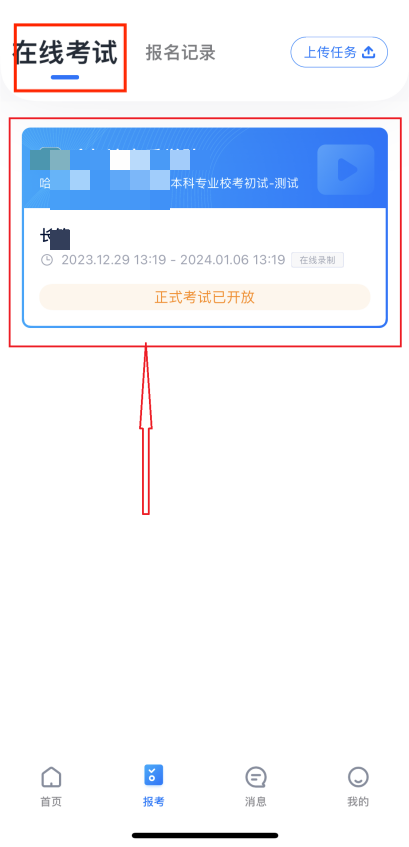 在线考试 报名记录 上传任务
哈
本科专业校考初试-测试
长
2023.12.29 13:19 - 2024.01.06 13:19 在线录制
正式考试已开放
首页 报考 消息 我的